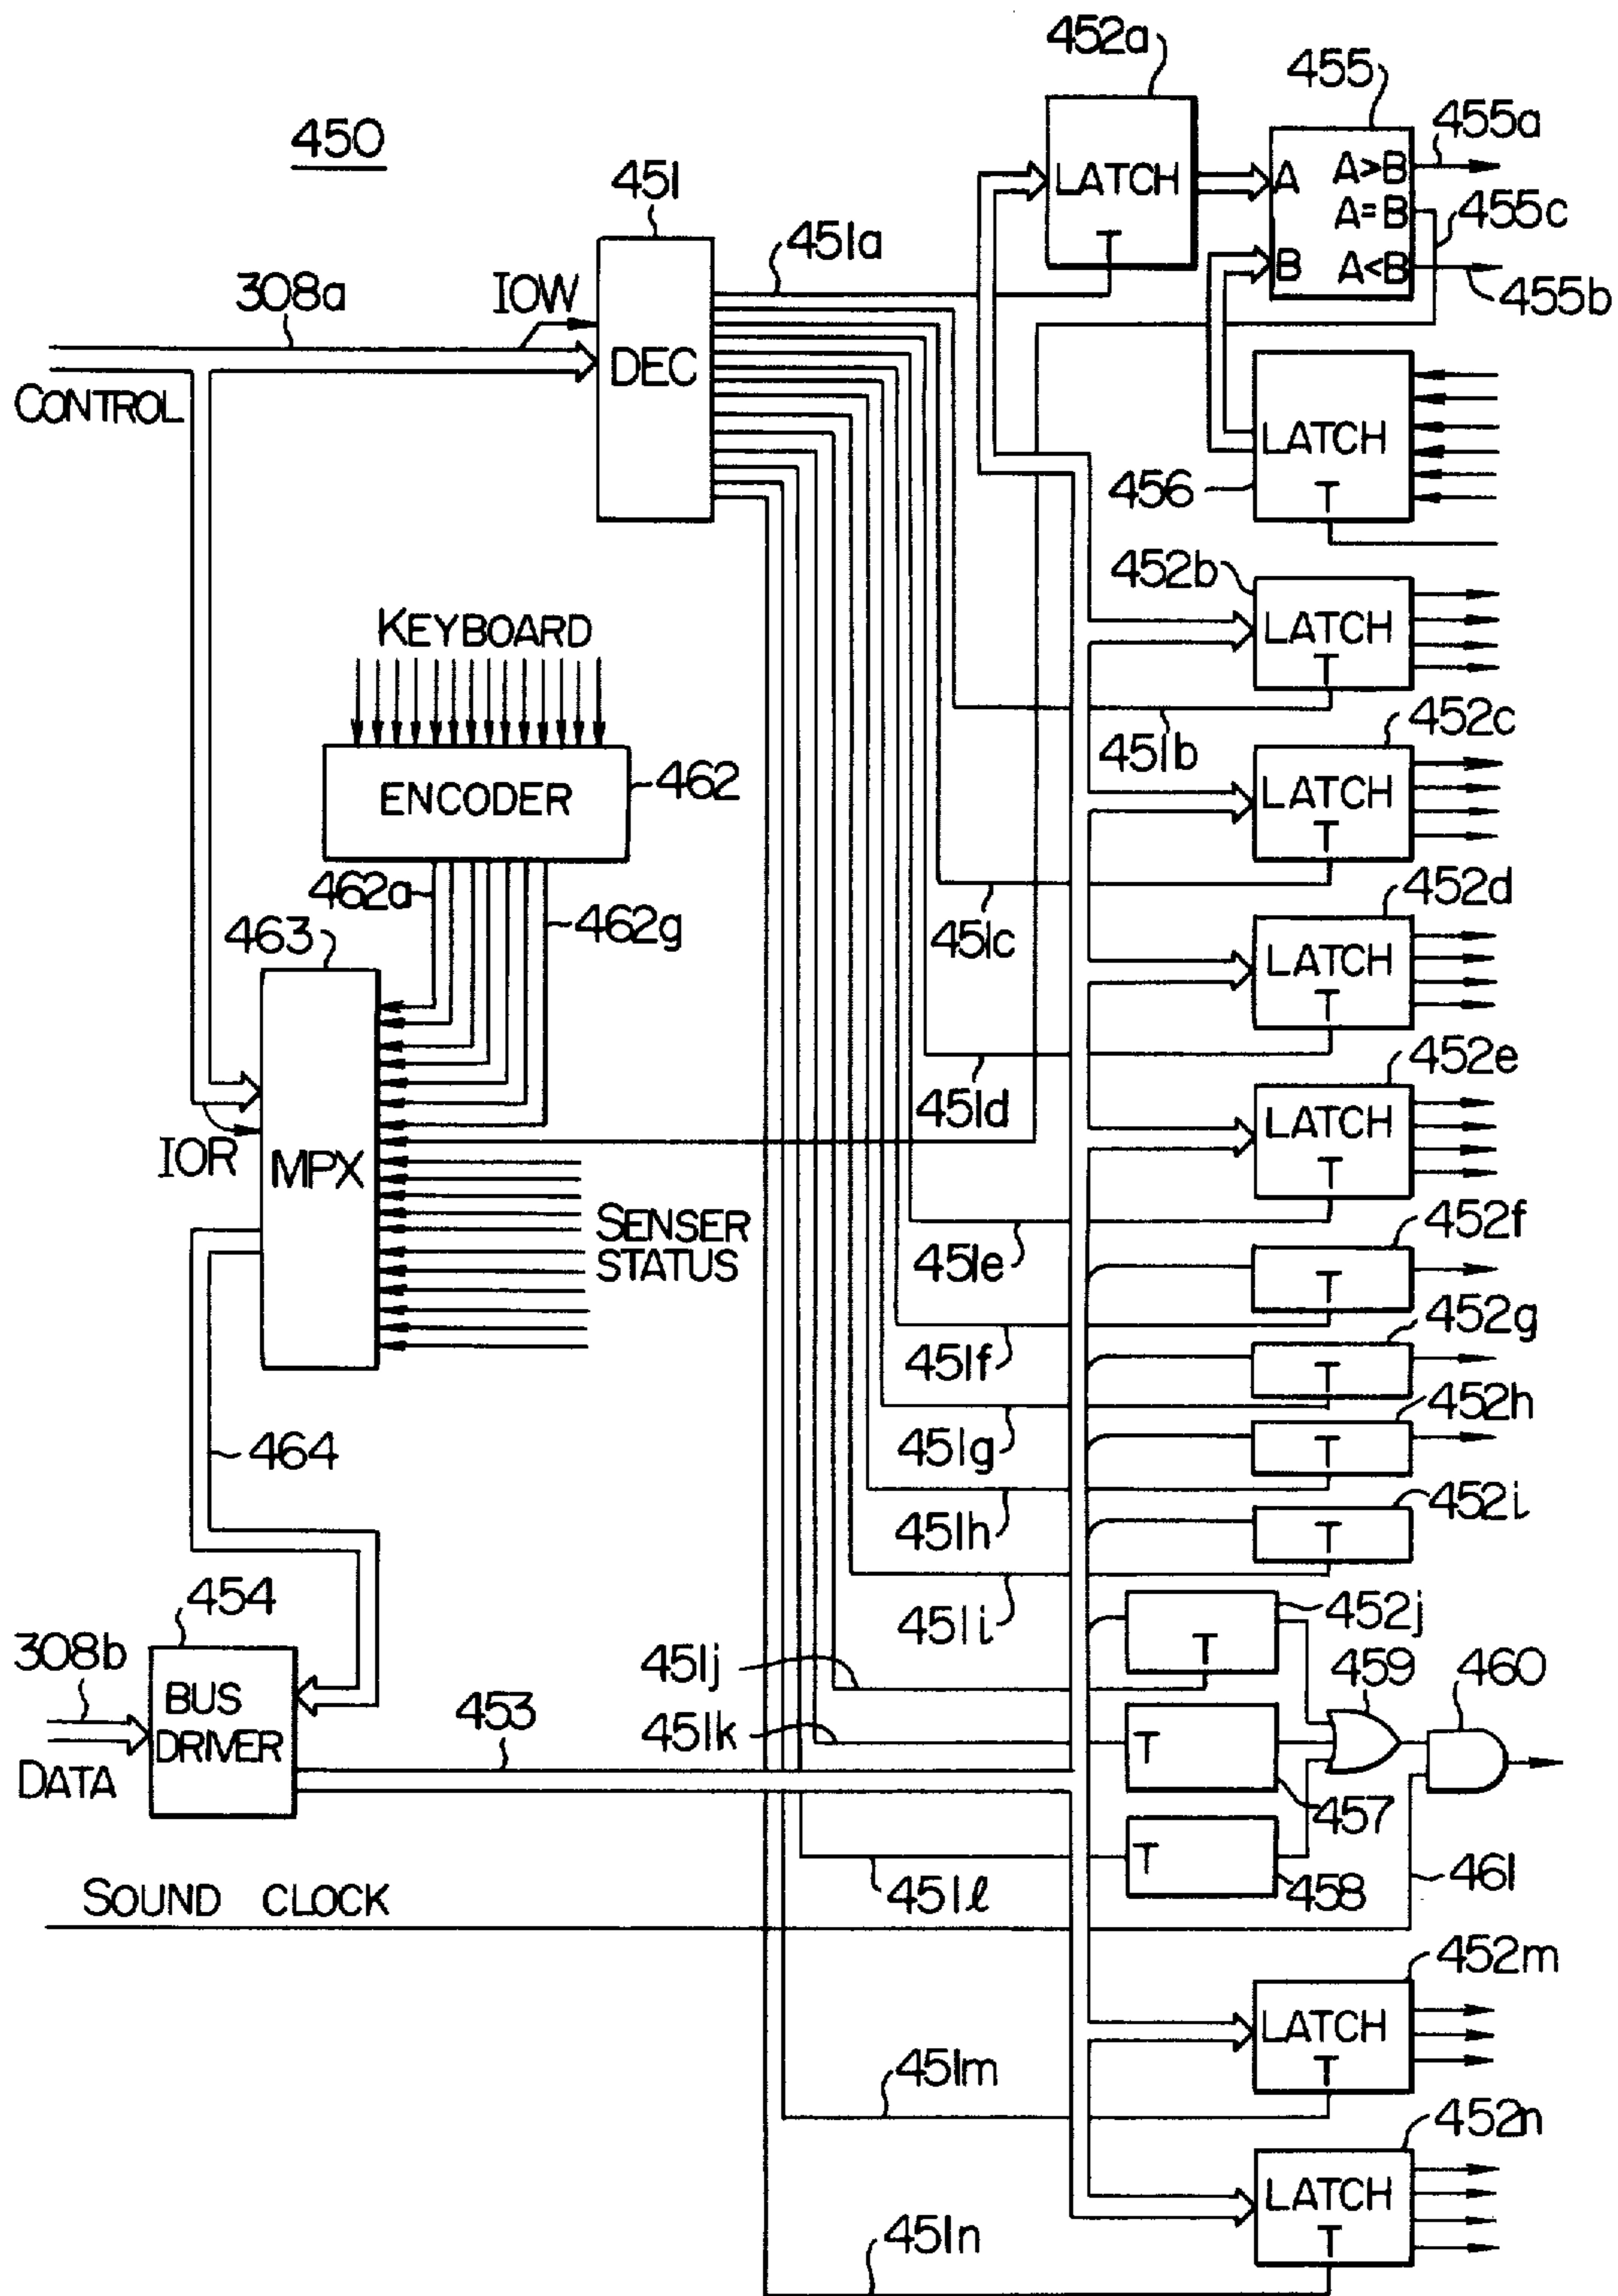 452a
455
450
455a
451
LATCH
A
A>B
451a
A=B
455c
308a
IOW
B
A<B
455b
DEC
CONTROL
LATCH
456
T
T
452b
KEYBOARD
LATCH
T
452c
451b
462
ENCODER
LATCH
T
462a
452d
463
462g
451c
LATCH
T
452e
451d
LATCH
IOR
MPX
T
SENSER
STATUS
452f
451e
T
452g
451f
T
452h
464
451g
T
452i
451h
T
454
451i
452j
308b
451j
T
459
460
BUS
DRIVER
453
451k
T
DATA
457
T
461
458
SOUND CLOCK
451l
452m
LATCH
451m
T
452n
LATCH
451n
T